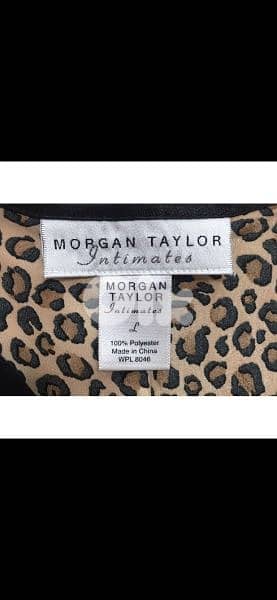 MORGAN TAYLOR
Intimates
MORGAN
TAYLOR
Intimates
L
100% Polyester
Made in China
WPL 8046